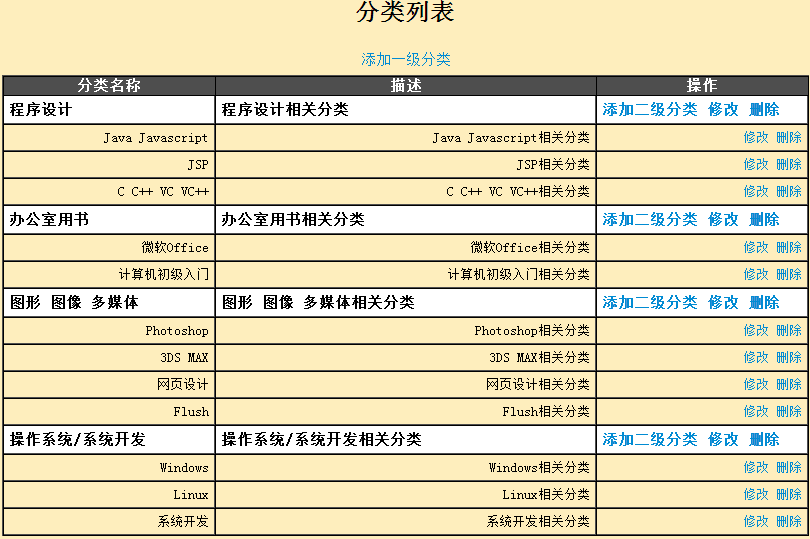 分类列表
添加一级分类
分类名称 描述 操作
程序设计 程序设计相关分类 添加二级分类 修改 删除
Java Javascript Java Javascript相关分类 修改 删除
JSP JSP相关分类 修改 删除
C C++ VC VC++ C C++ VC VC++相关分类 修改 删除
办公室用书 办公室用书相关分类 添加二级分类 修改 删除
微软Office 微软Office相关分类 修改 删除
计算机初级入门 计算机初级入门相关分类 修改 删除
图形 图像 多媒体 图形 图像 多媒体相关分类 添加二级分类 修改 删除
Photoshop Photoshop相关分类 修改 删除
3DS MAX 3DS MAX相关分类 修改 删除
网页设计 网页设计相关分类 修改 删除
Flush Flush相关分类 修改 删除
操作系统/系统开发 操作系统/系统开发相关分类 添加二级分类 修改 删除
Windows Windows相关分类 修改 删除
Linux Linux相关分类 修改 删除
系统开发 系统开发相关分类 修改 删除